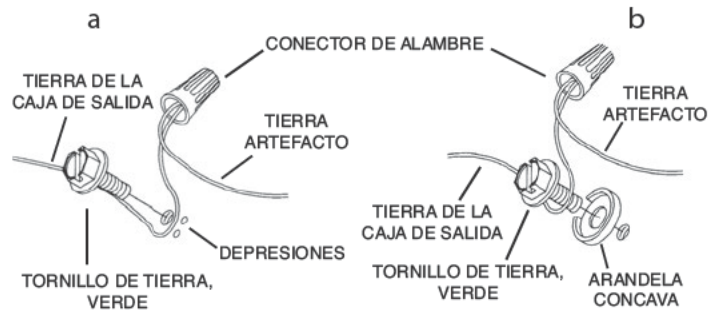 a
b
CONECTOR DE ALAMBRE
TIERRA DE LA
CAJA DE SALIDA
TIERRA
ARTEFACTO
DEPRESIONES
TORNILLO DE TIERRA,
VERDE
TIERRA
ARTEFACTO
TIERRA DE LA
CAJA DE SALIDA
TORNILLO DE TIERRA,
VERDE
ARANDELA
CONCAVA